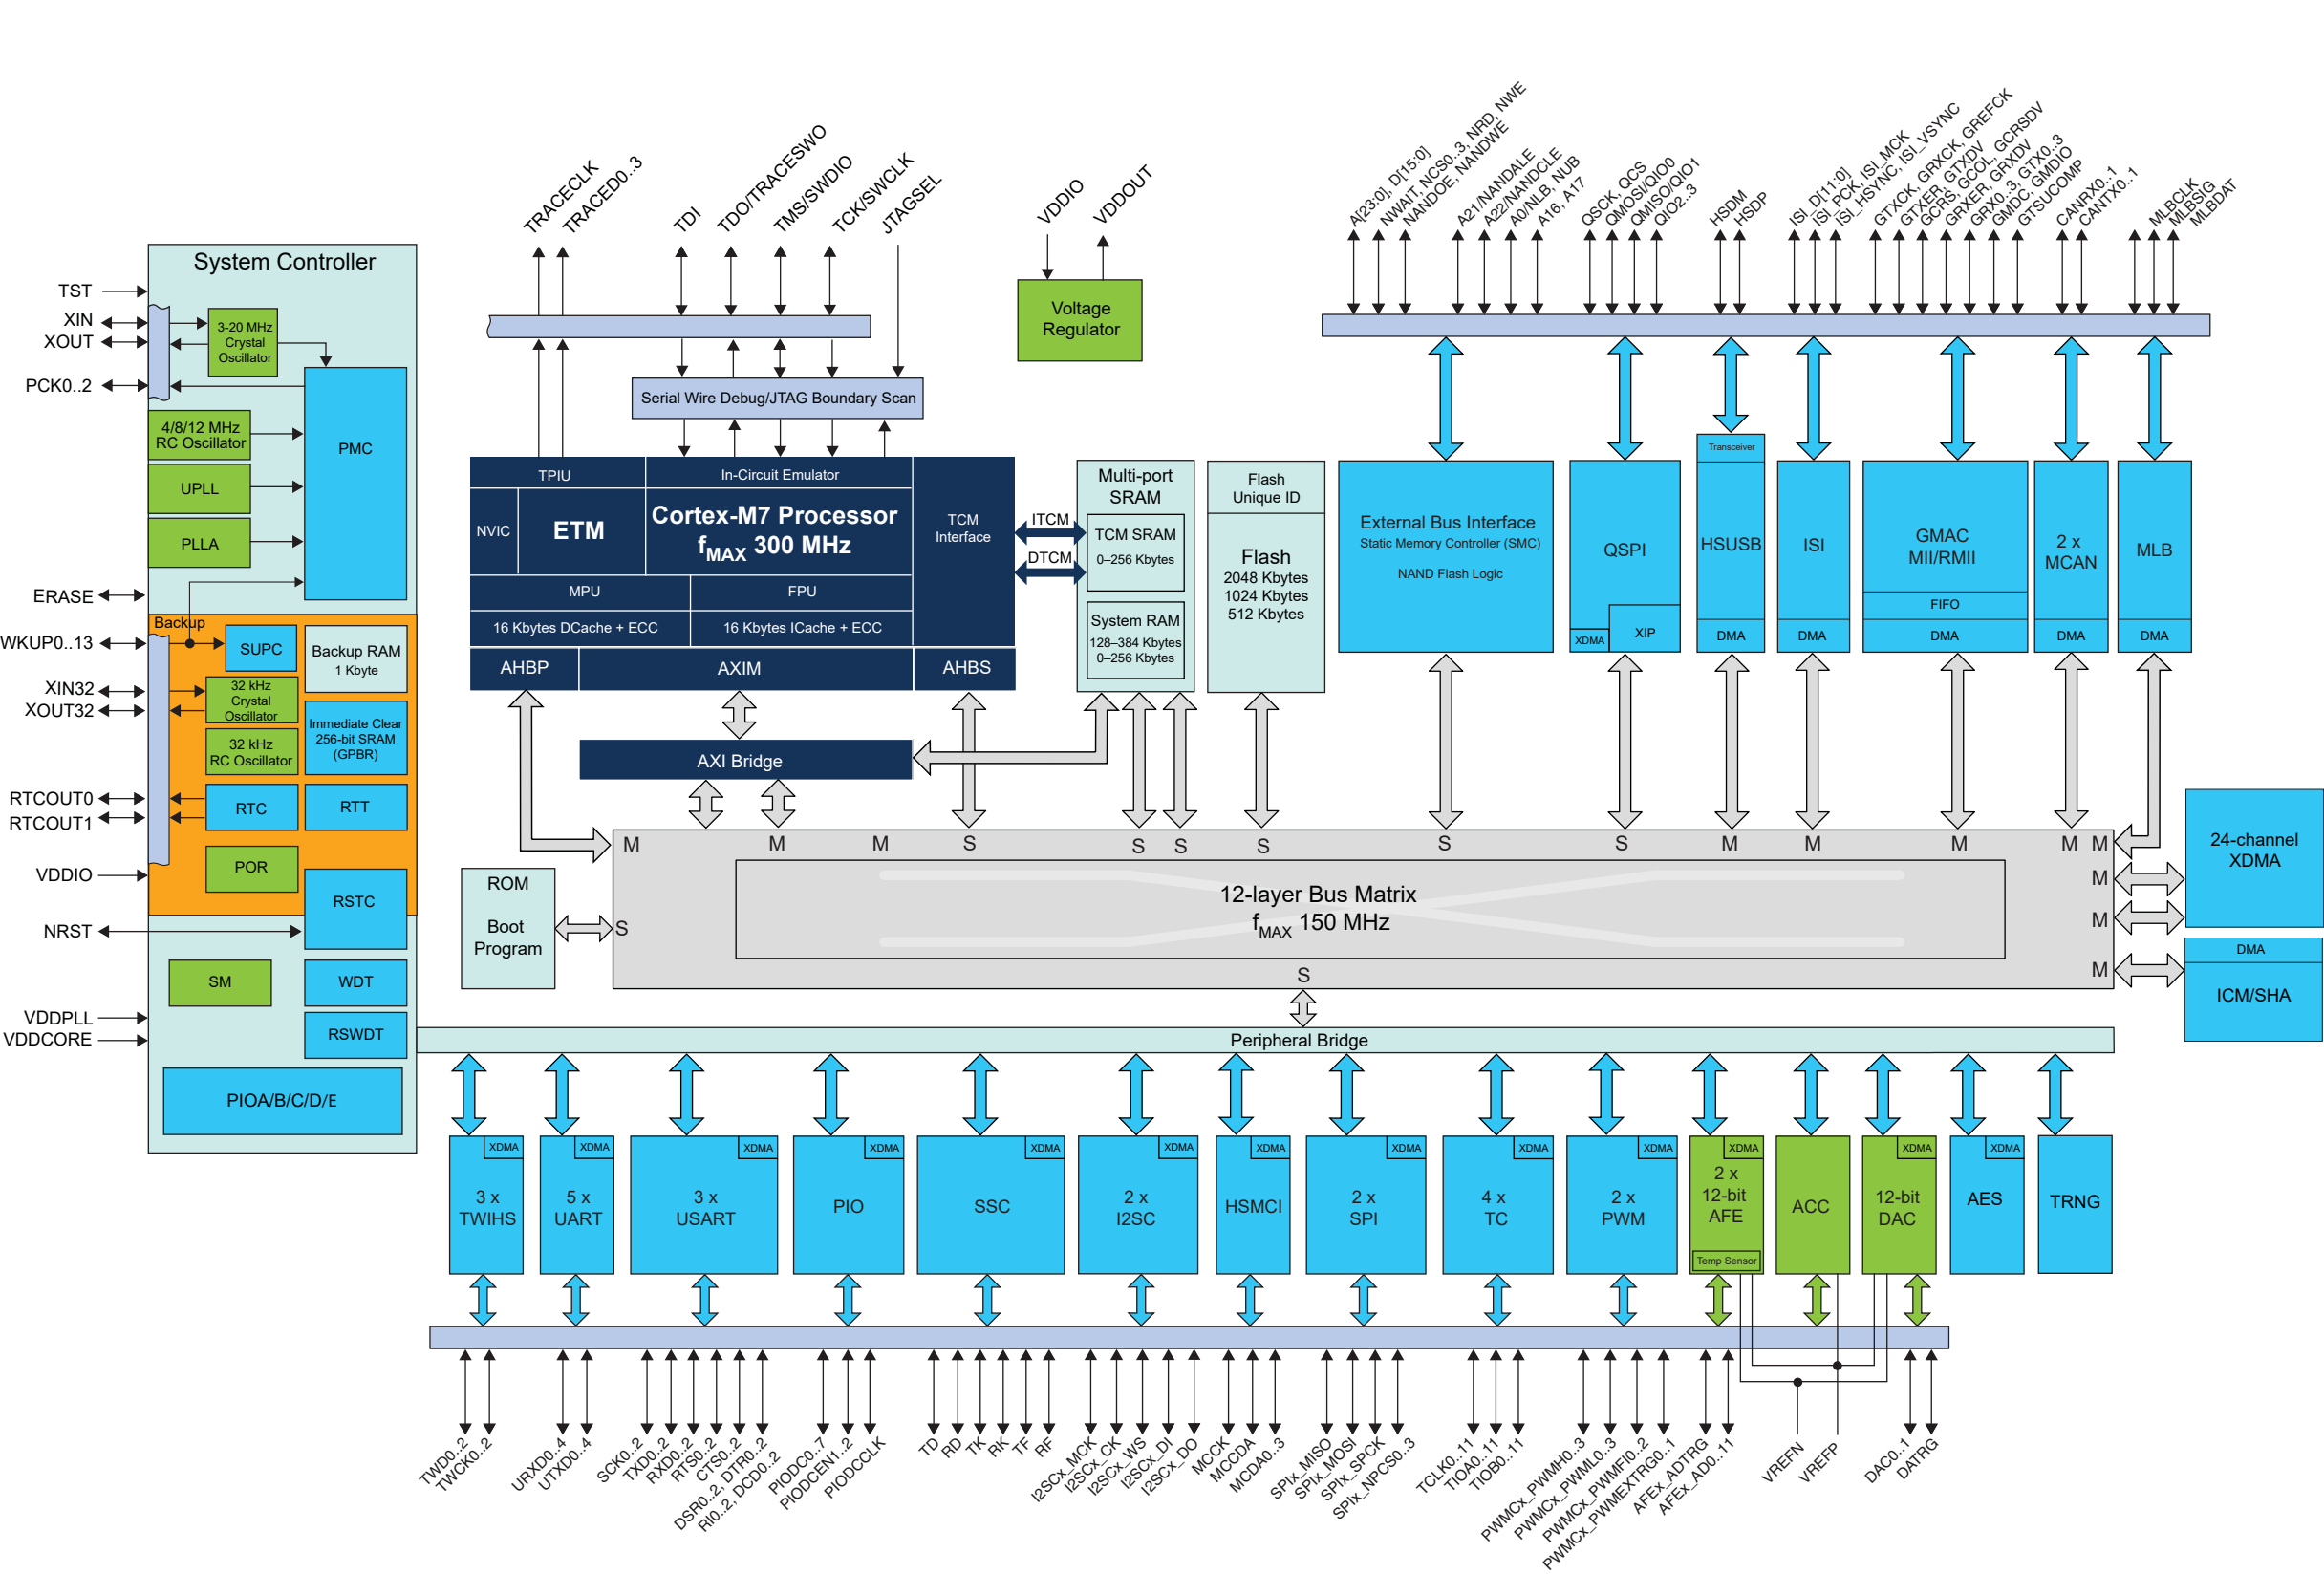 System Controller
TST
XIN
XOUT
PCK0..2
ERASE
WKUP0..13
XIN32
XOUT32
RTCOUT0
RTCOUT1
VDDIO
NRST
VDDPLL
VDDCORE
3-20 MHz
Crystal
Oscillator
4/8/12 MHz
RC Oscillator
UPLL
PLLA
PMC
Backup
SUPC
Backup RAM
1 Kbyte
32 kHz
Crystal
Oscillator
Immediate Clear
256-bit SRAM
(GPBR)
32 kHz
RC Oscillator
RTC
RTT
POR
RSTC
SM
WDT
RSWDT
PIOA/B/C/D/E
TRACECLK
TRACED0..3
TDI
TDO/TRACESWO
TMS/SWDIO
TCK/SWCLK
JTAGSEL
Serial Wire Debug/JTAG Boundary Scan
VDDIO
VDDOUT
Voltage
Regulator
TPIU
In-Circuit Emulator
NVIC
ETM
Cortex-M7 Processor
fMAX 300 MHz
TCM
Interface
MPU
FPU
16 Kbytes DCache + ECC
16 Kbytes ICache + ECC
AHBP
AXIM
AHBS
ITCM
DTCM
AXI Bridge
Multi-port
SRAM
TCM SRAM
0–256 Kbytes
System RAM
128–384 Kbytes
0–256 Kbytes
Flash
Unique ID
Flash
2048 Kbytes
1024 Kbytes
512 Kbytes
A[23:0], D[15:0]
NWAIT, NCS0..3, NRD, NWE
NANDOE, NANDWE
A21/NANDALE
A22/NANDCLE
A0/NLB, NUB
A16, A17
QSCK, QCS
QMOSI/QIO0
QMISO/QIO1
QIO2..3
HSDM
HSDP
ISI_D[11:0]
ISI_PCK, ISI_MCK
ISI_HSYNC, ISI_VSYNC
GTXCK, GRXCK, GREFCK
GTXER, GTXDV
GCRS, GCOL, GCRSDV
GRXER, GRXDV
GRX0..3, GTX0..3
GMDC, GMDIO
GTSUCOMP
CANRX0..1
CANTX0..1
MLBCLK
MLBSIG
MLBDAT
External Bus Interface
Static Memory Controller (SMC)
NAND Flash Logic
QSPI
XDMA
XIP
Transceiver
HSUSB
DMA
ISI
DMA
GMAC
MII/RMII
FIFO
DMA
2 x
MCAN
DMA
MLB
DMA
M
M
M
S
S
S
S
S
S
M
M
M
M
M
M
M
M
S
S
12-layer Bus Matrix
fMAX 150 MHz
ROM
Boot
Program
24-channel
XDMA
DMA
ICM/SHA
Peripheral Bridge
XDMA
3 x
TWIHS
XDMA
5 x
UART
XDMA
3 x
USART
XDMA
PIO
XDMA
SSC
XDMA
2 x
I2SC
XDMA
HSMCI
XDMA
2 x
SPI
XDMA
4 x
TC
XDMA
2 x
PWM
XDMA
2 x
12-bit
AFE
Temp Sensor
ACC
XDMA
12-bit
DAC
XDMA
AES
TRNG
TWD0..2
TWCK0..2
URXD0..4
UTXD0..4
SCK0..2
TXD0..2
RXD0..2
RTS0..2
CTS0..2
DSR0..2, DTR0..2
RI0..2, DCD0..2
PIODC0..7
PIODCEN1..2
PIODCCLK
TD
RD
TK
RK
TF
RF
I2SCx_MCK
I2SCx_CK
I2SCx_WS
I2SCx_DI
I2SCx_DO
MCCK
MCCDA
MCDA0..3
SPIx_MISO
SPIx_MOSI
SPIx_SPCK
SPIx_NPCS0..3
TCLK0..11
TIOA0..11
TIOB0..11
PWMCx_PWMH0..3
PWMCx_PWML0..3
PWMCx_PWMFI0..2
PWMCx_PWMEXTRG0..1
AFEx_ADTRG
AFEx_AD0..11
VREFN
VREFP
DAC0..1
DATRG